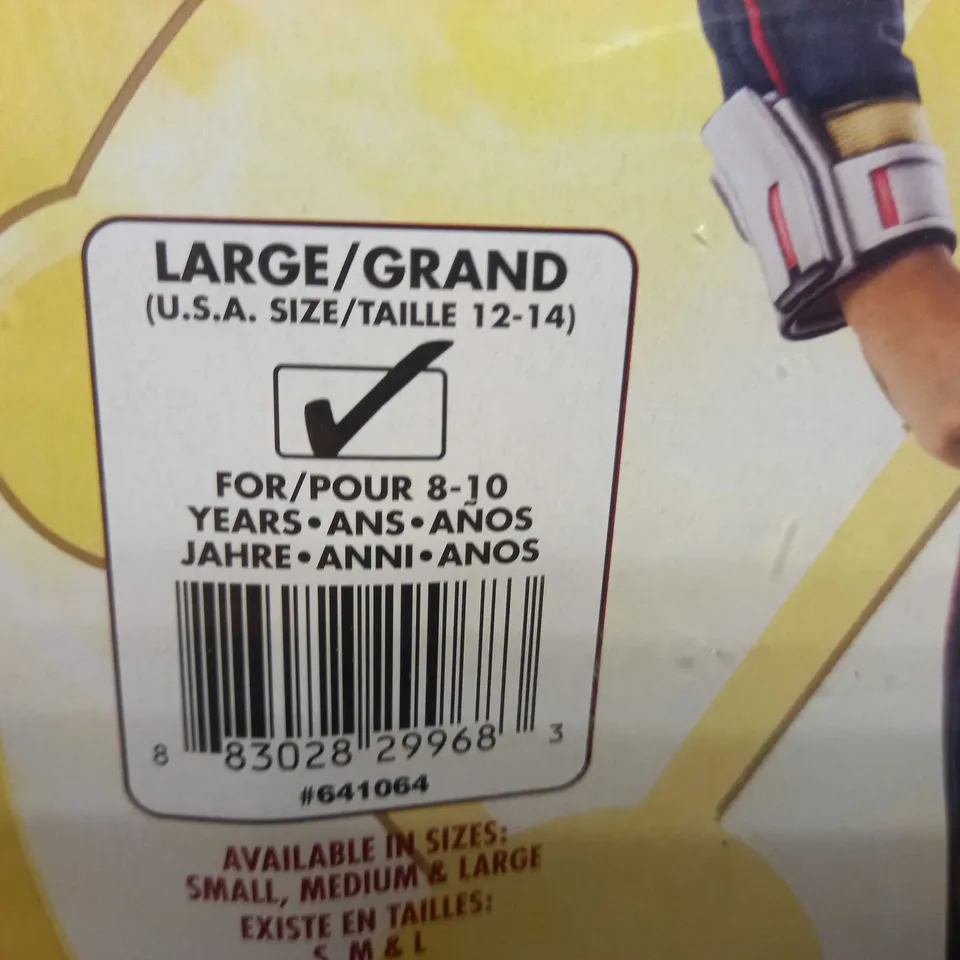 LARGE/GRAND
(U.S.A. SIZE/TAILLE 12-14)
FOR/POUR 8-10
YEARS•ANS•AÑOS
JAHRE•ANNI•ANOS
8 83028 29968 3
#641064
AVAILABLE IN SIZES:
SMALL, MEDIUM & LARGE
EXISTE EN TAILLES:
S, M & L